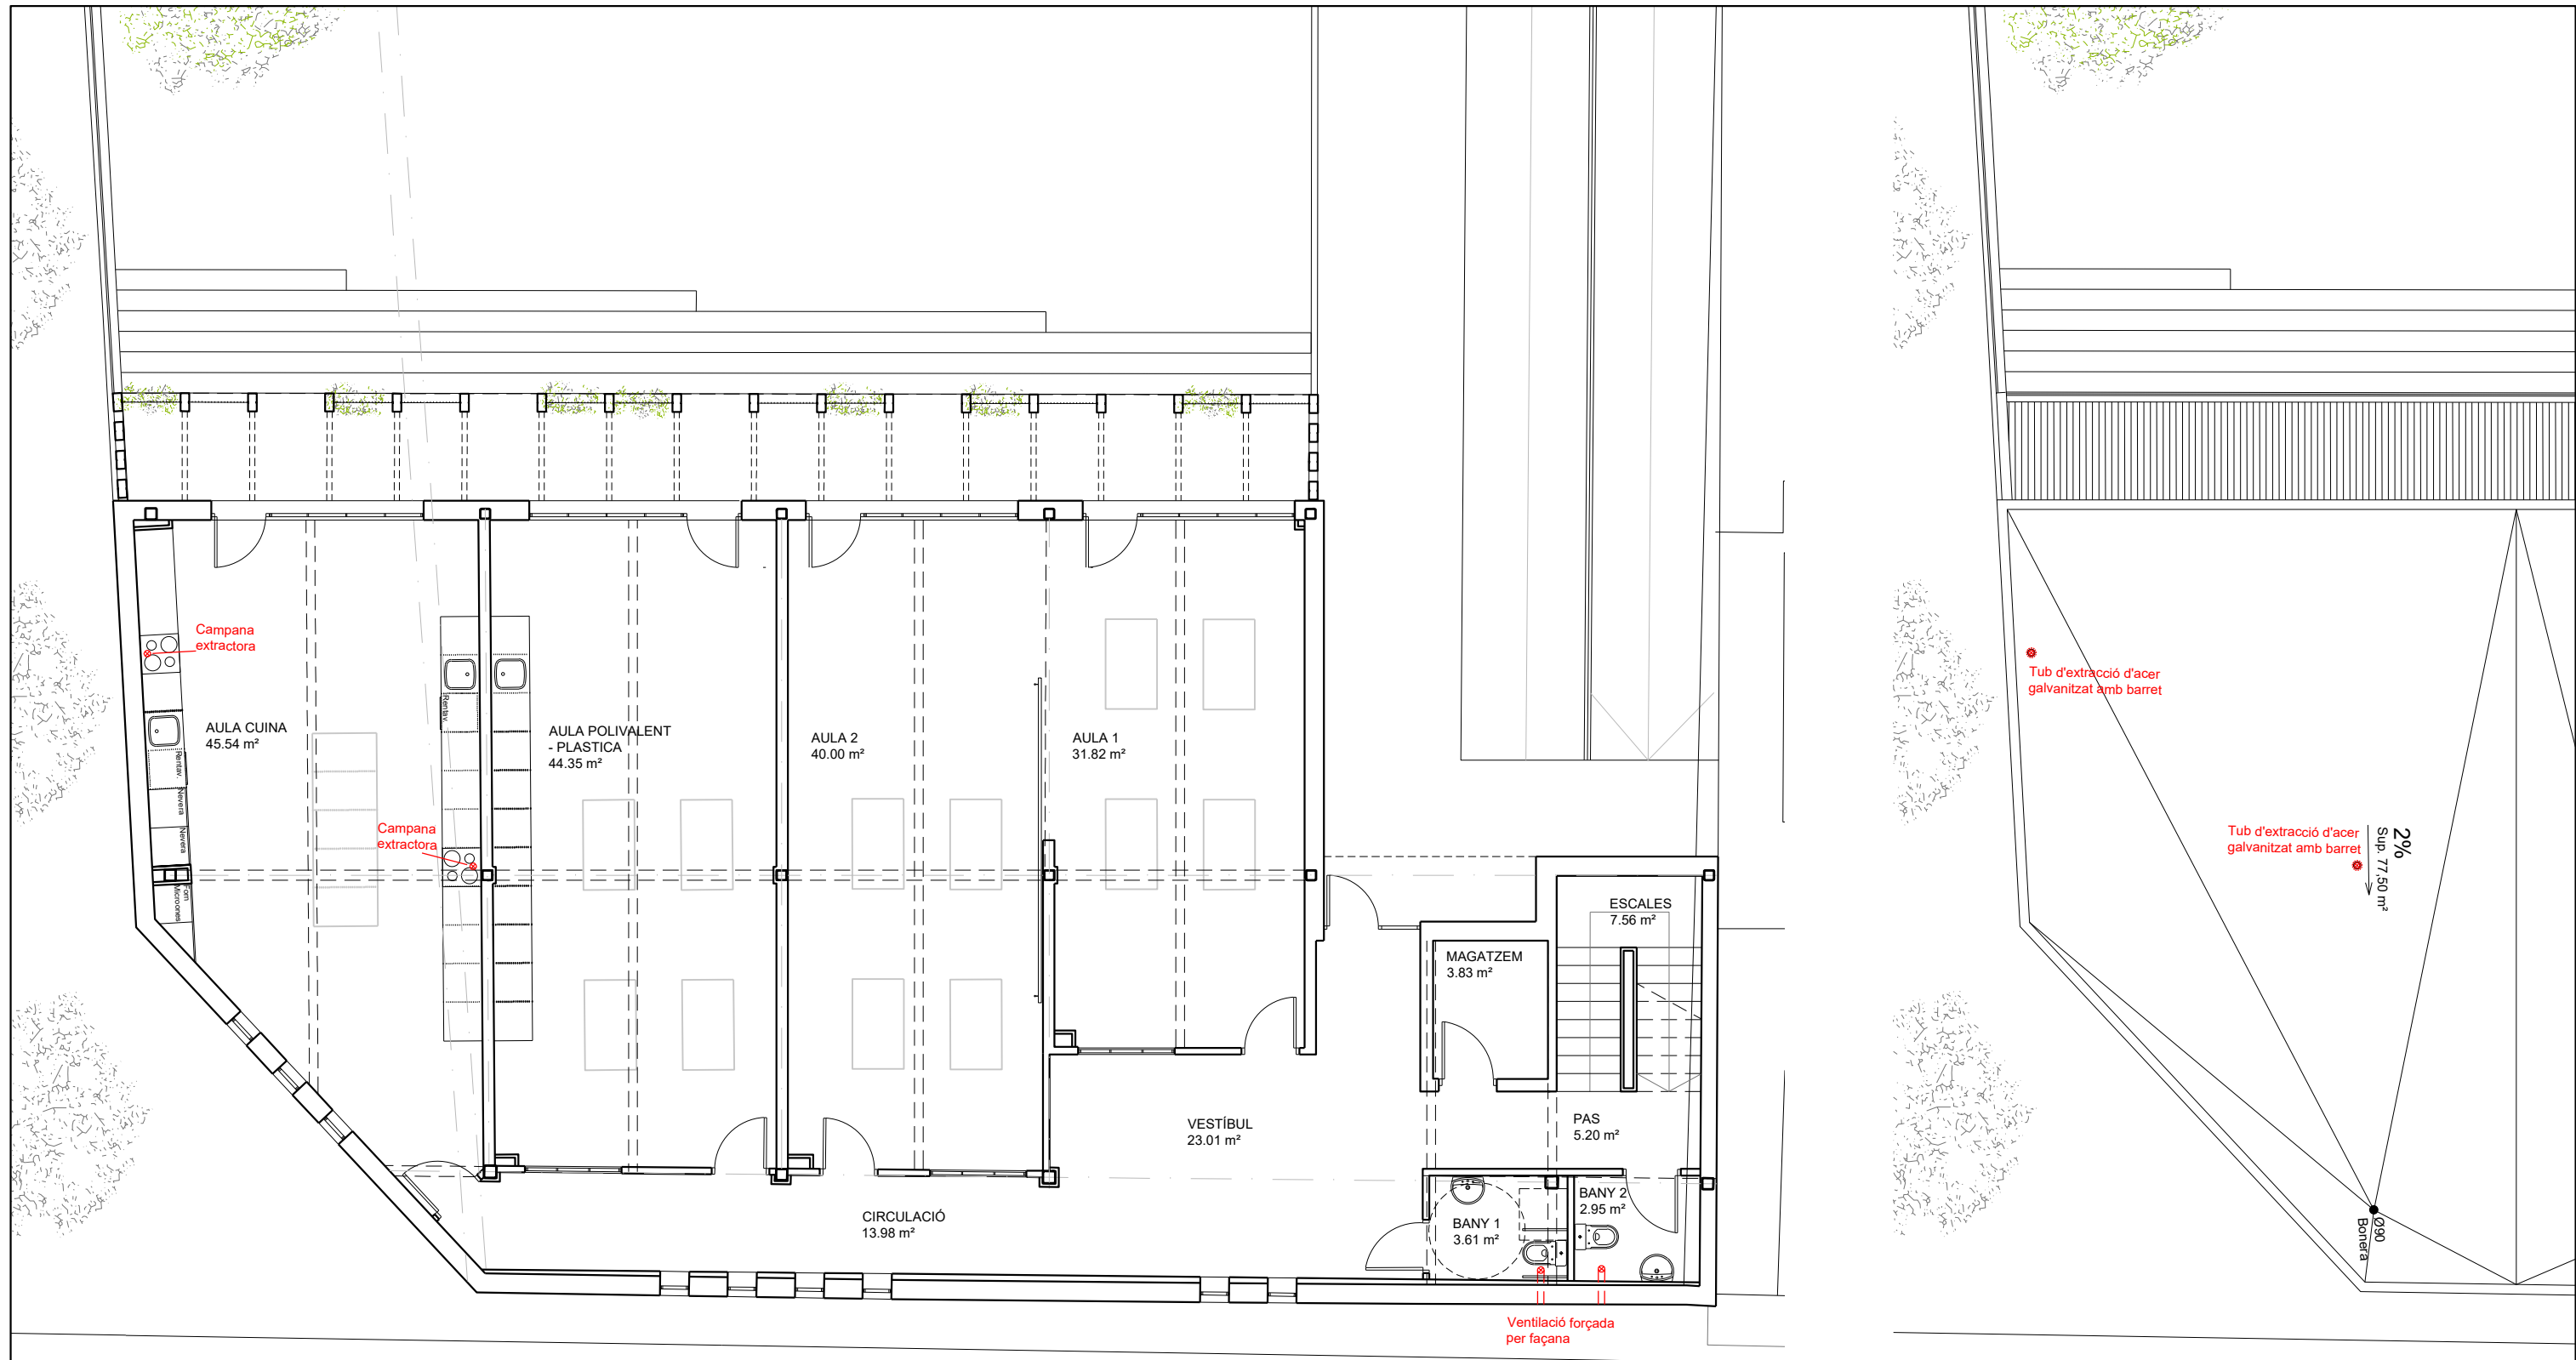 Campana
extractora
AULA CUINA
45.54 m²
Rentav.
Nevera
Nevera
Forn
Microones
Campana
extractora
Rentav.
AULA POLIVALENT
- PLASTICA
44.35 m²
AULA 2
40.00 m²
AULA 1
31.82 m²
ESCALES
7.56 m²
MAGATZEM
3.83 m²
VESTÍBUL
23.01 m²
PAS
5.20 m²
CIRCULACIÓ
13.98 m²
BANY 1
3.61 m²
BANY 2
2.95 m²
Ventilació forçada
per façana
Tub d'extracció d'acer
galvanitzat amb barret
Tub d'extracció d'acer
galvanitzat amb barret
2%
Sup. 77,50 m²
Ø90
Bonera